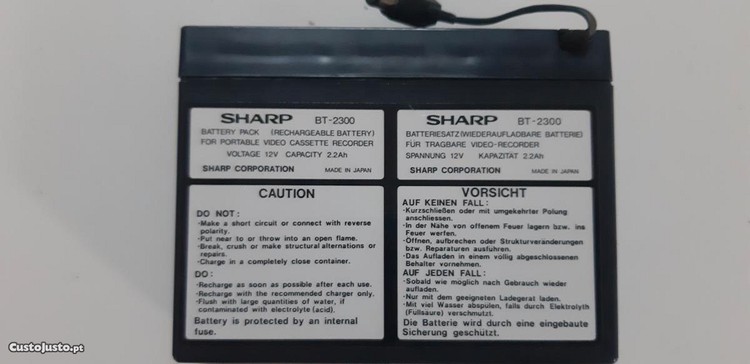 SHARP BT-2300
BATTERY PACK (RECHARGEABLE BATTERY)
FOR PORTABLE VIDEO CASSETTE RECORDER
VOLTAGE 12V CAPACITY 2.2Ah
SHARP CORPORATION MADE IN JAPAN
SHARP BT-2300
BATTERIESATZ(WIEDERAUFLADBARE BATTERIE)
FÜR TRAGBARE VIDEO-RECORDER
SPANNUNG 12V KAPAZITÄT 2.2Ah
SHARP CORPORATION MADE IN JAPAN
CAUTION
DO NOT:
·Make a short circuit or connect with reverse
polarity.
·Put near to or throw into an open flame.
·Break, crush or make structural alternations or
repairs.
·Charge in a completely close container.
DO:
·Recharge as soon as possible after each use.
·Recharge with the recommended charger only.
·Flush with large quantities of water, if
contaminated with electrolyte (acid).
Battery is protected by an internal
fuse.
VORSICHT
AUF KEINEN FALL:
·Kurzschließen oder mit umgekehrter Polung
anschliessen.
·In der Nähe von offenem Feuer lagern bzw. ins
Feuer werfen.
·Öffnen, aufbrechen oder Strukturveränderungen
bzw. Reparaturen ausführen.
·Das Aufladen in einem völlig abgeschlossenen
Behalter vornehmen.
AUF JEDEN FALL:
·Sobald wie möglich nach Gebrauch wieder
aufladen.
·Nur mit dem geeigneten Ladegerat laden.
·Mit viel Wasser abspulen, falls durch Elektrolyth
(Füllsäure) verschmutzt.
Die Batterie wird durch eine eingebaute
Sicherung geschützt.
CustoJusto.pt